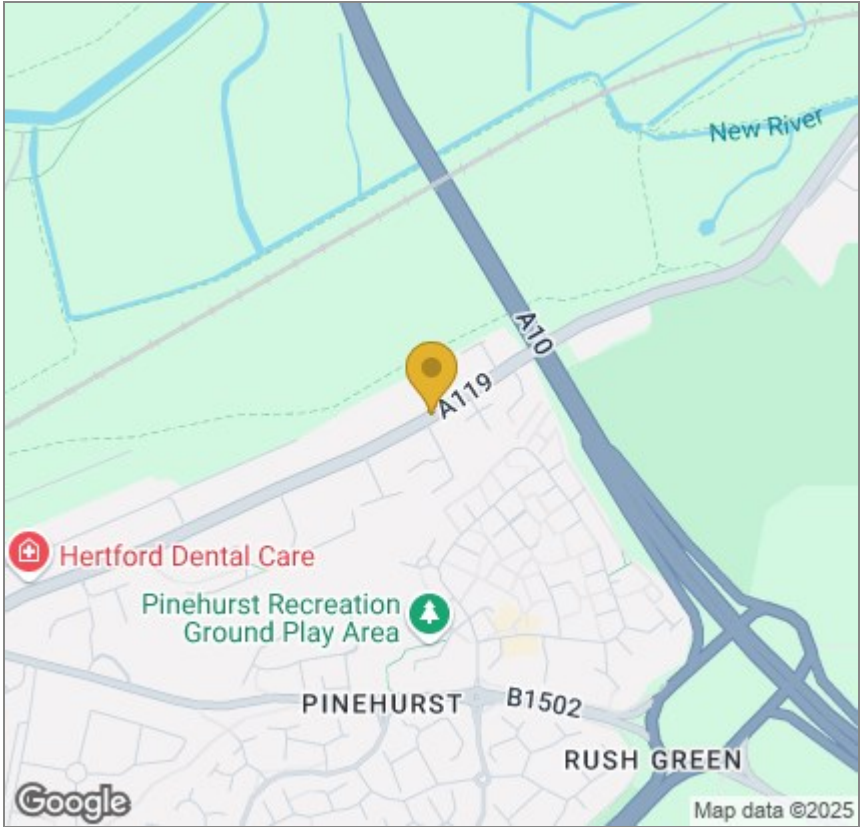 New River
A10
A119
Hertford Dental Care
Pinehurst Recreation
Ground Play Area
PINEHURST
B1502
RUSH GREEN
Google
Map data ©2025